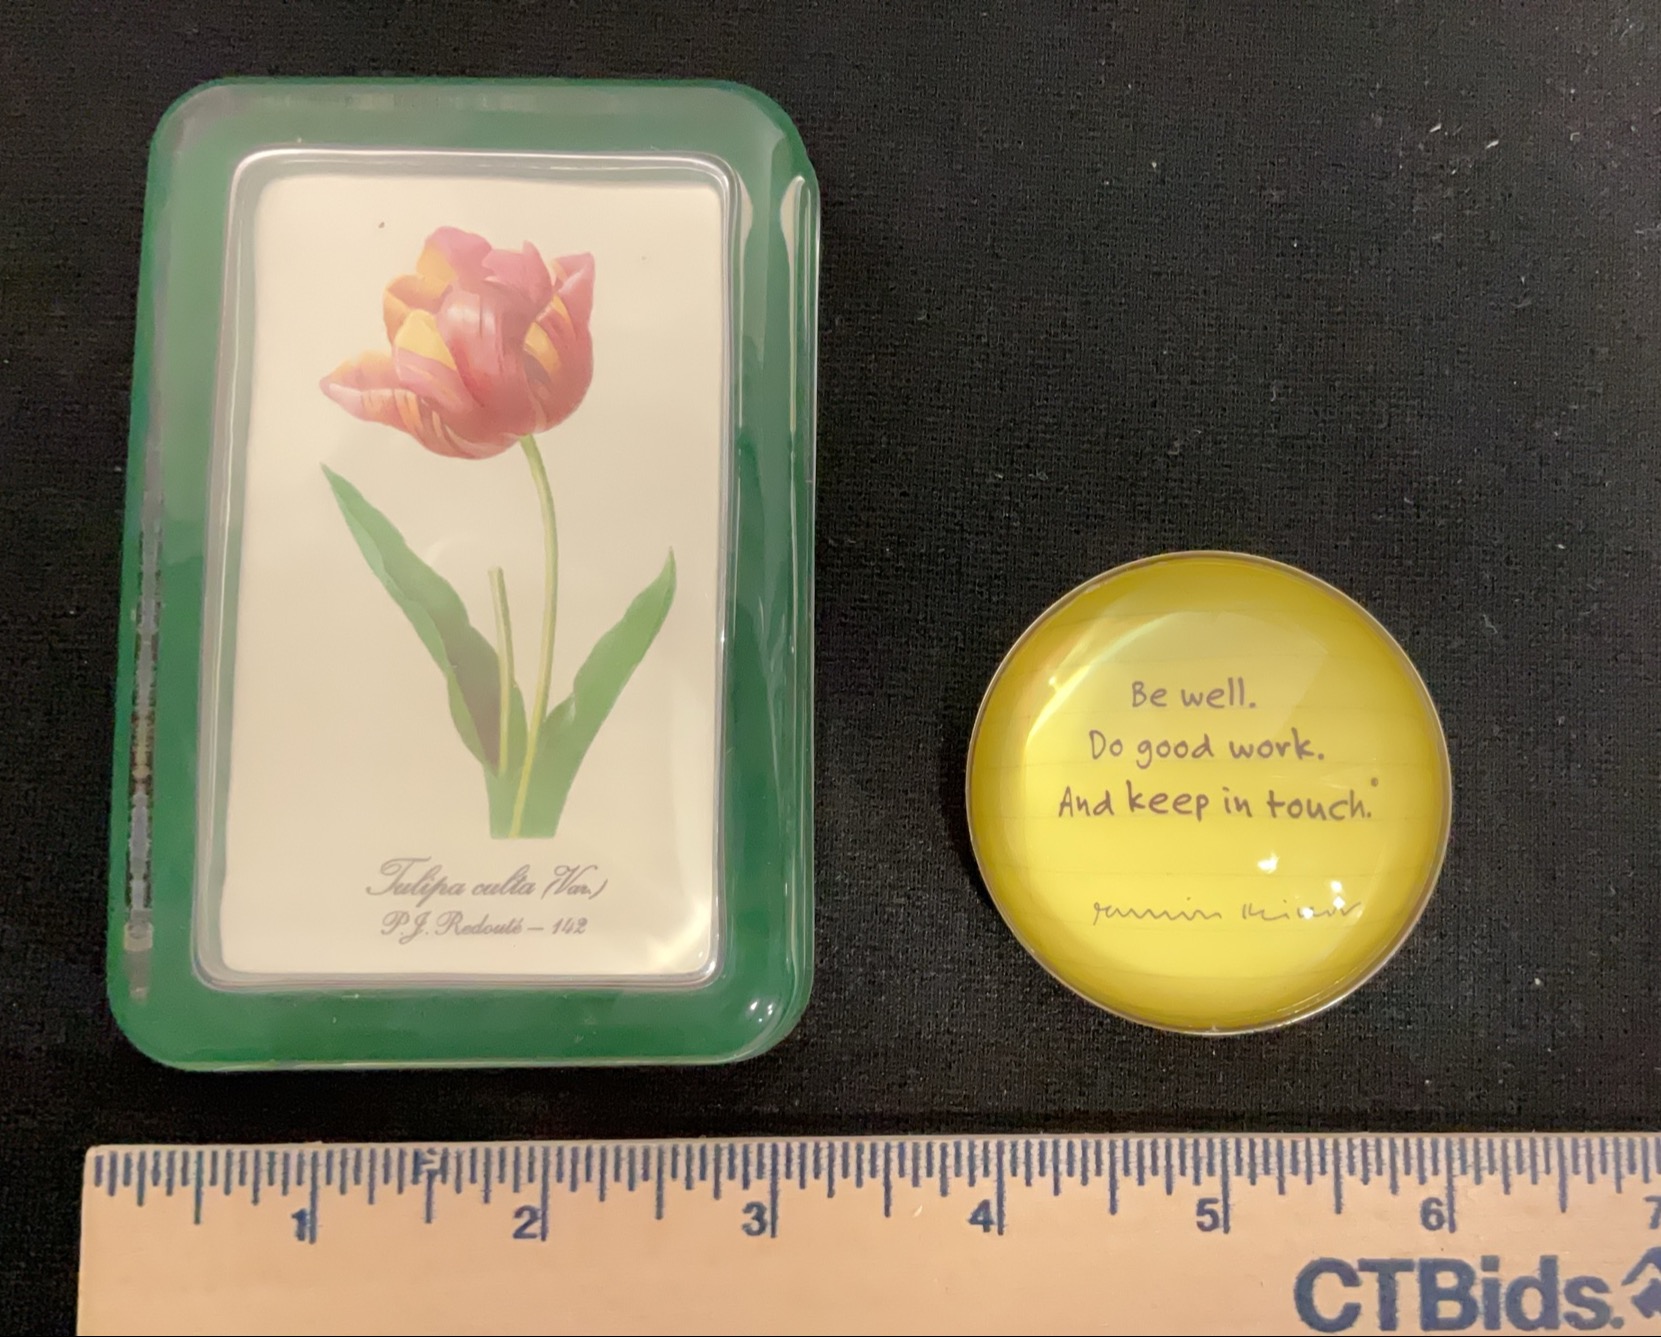 Tulipa culta (Var.)
P.J. Redouté – 142
Be well.
Do good work.
And keep in touch.®
1 2 3 4 5 6 7
CTBids.